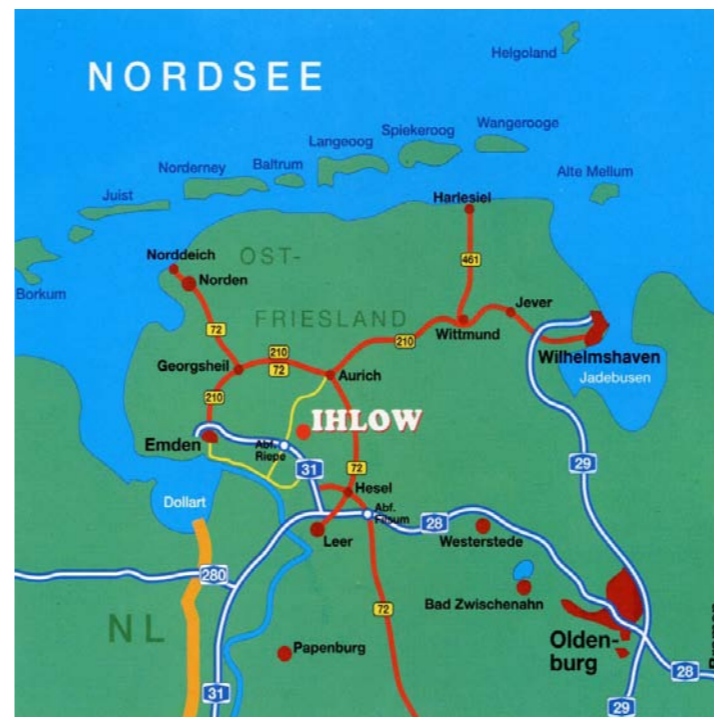 Helgoland
NORDSEE
Wangerooge
Spiekeroog
Langeoog
Baltrum
Norderney
Alte Mellum
Juist
Harlesiel
Norddeich
OST-
461
Borkum
Norden
Jever
FRIESLAND
72
210
Wittmund
210
Wilhelmshaven
Georgsheil
72
Aurich
Jadebusen
210
IHLOW
Emden
Abf.
Riepe
31
72
29
Hesel
Dollart
Abf.
Filsum
28
Leer
Westerstede
280
72
Bad Zwischenahn
NL
Olden-
burg
Papenburg
28
31
29